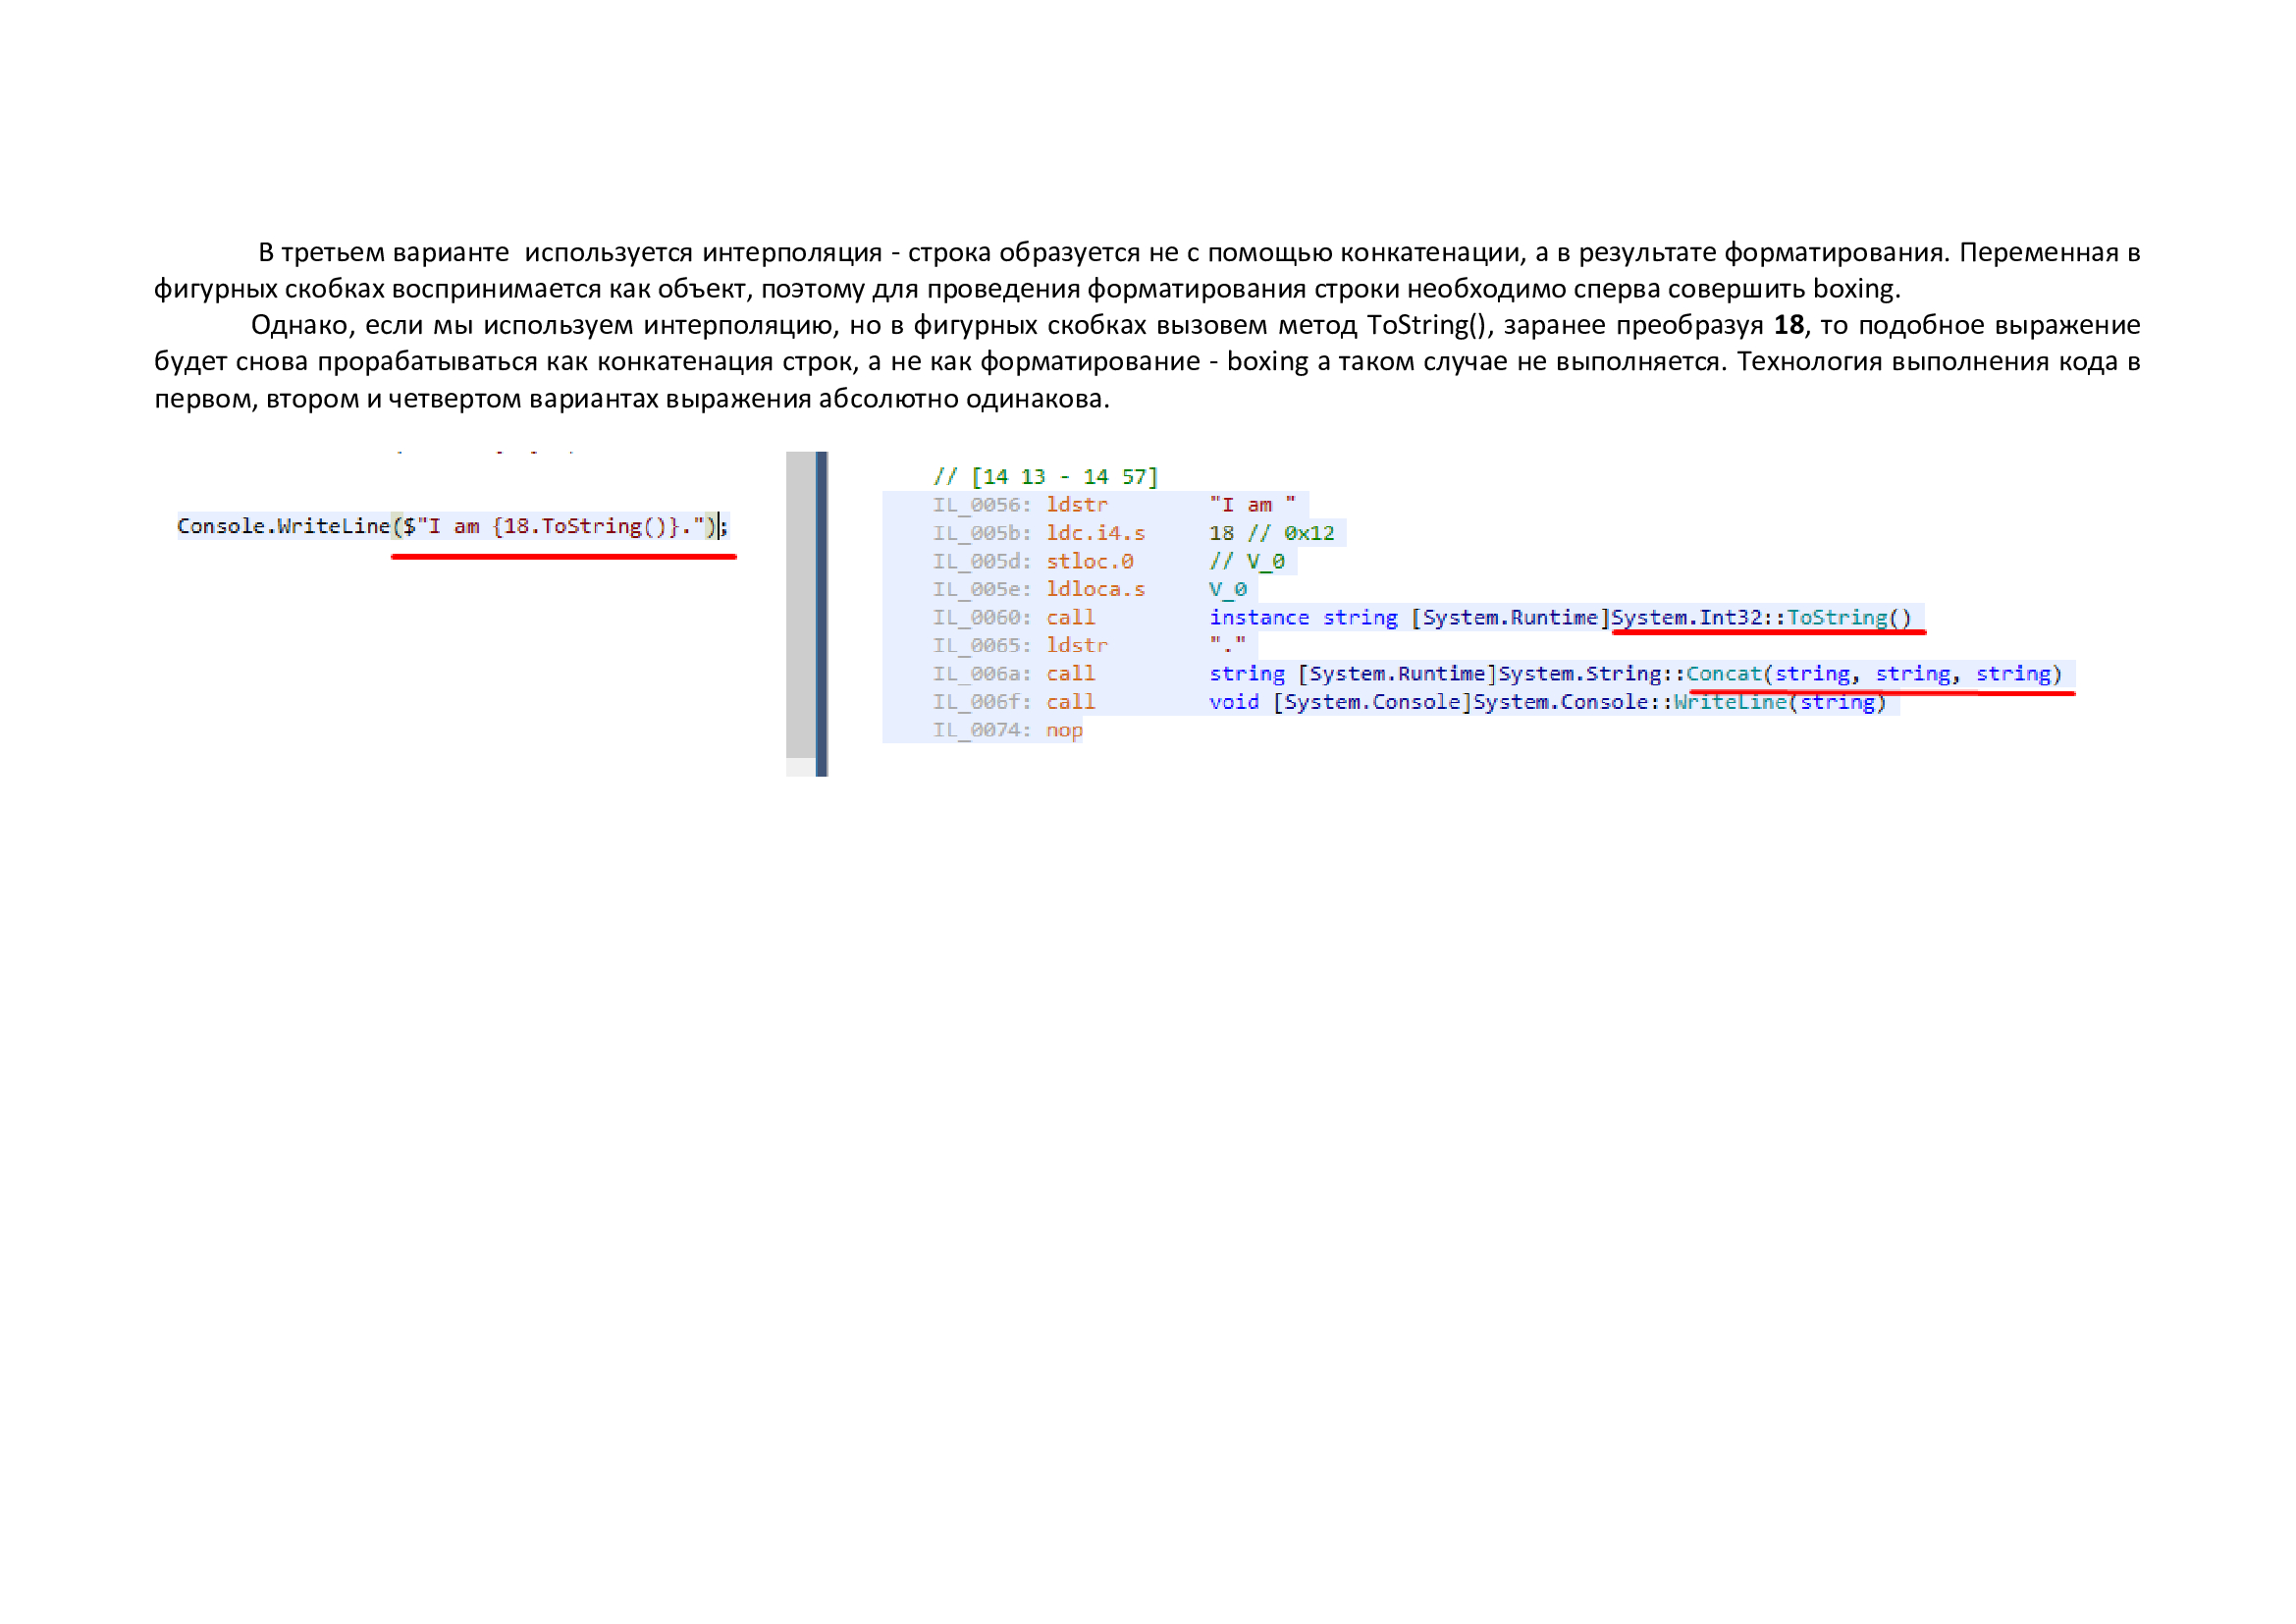 В третьем варианте  используется интерполяция - строка образуется не с помощью конкатенации, а в результате форматирования. Переменная в
фигурных скобках воспринимается как объект, поэтому для проведения форматирования строки необходимо сперва совершить boxing.
Однако, если мы используем интерполяцию, но в фигурных скобках вызовем метод ToString(), заранее преобразуя 18, то подобное выражение
будет снова прорабатываться как конкатенация строк, а не как форматирование - boxing а таком случае не выполняется. Технология выполнения кода в
первом, втором и четвертом вариантах выражения абсолютно одинакова.
Console.WriteLine($"I am {18.ToString()}.");
// [14 13 - 14 57]
IL_0056: ldstr "I am "
IL_005b: ldc.i4.s 18 // 0x12
IL_005d: stloc.0 // V_0
IL_005e: ldloca.s V_0
IL_0060: call instance string [System.Runtime]System.Int32::ToString()
IL_0065: ldstr "."
IL_006a: call string [System.Runtime]System.String::Concat(string, string, string)
IL_006f: call void [System.Console]System.Console::WriteLine(string)
IL_0074: nop